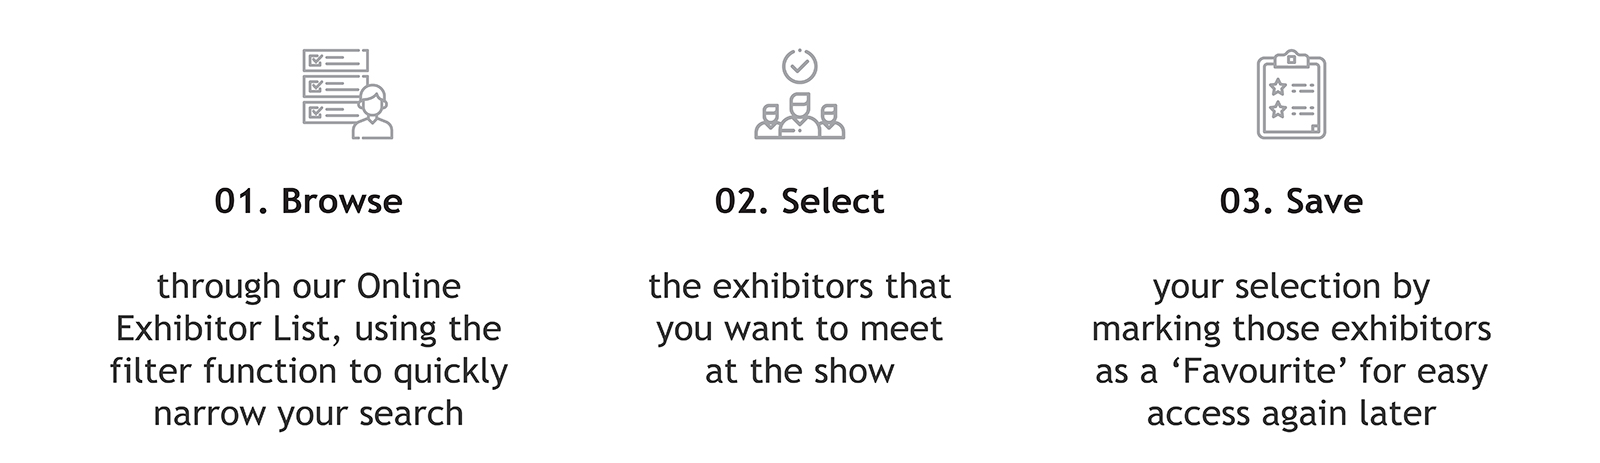 01. Browse
through our Online
Exhibitor List, using the
filter function to quickly
narrow your search
02. Select
the exhibitors that
you want to meet
at the show
03. Save
your selection by
marking those exhibitors
as a ‘Favourite’ for easy
access again later